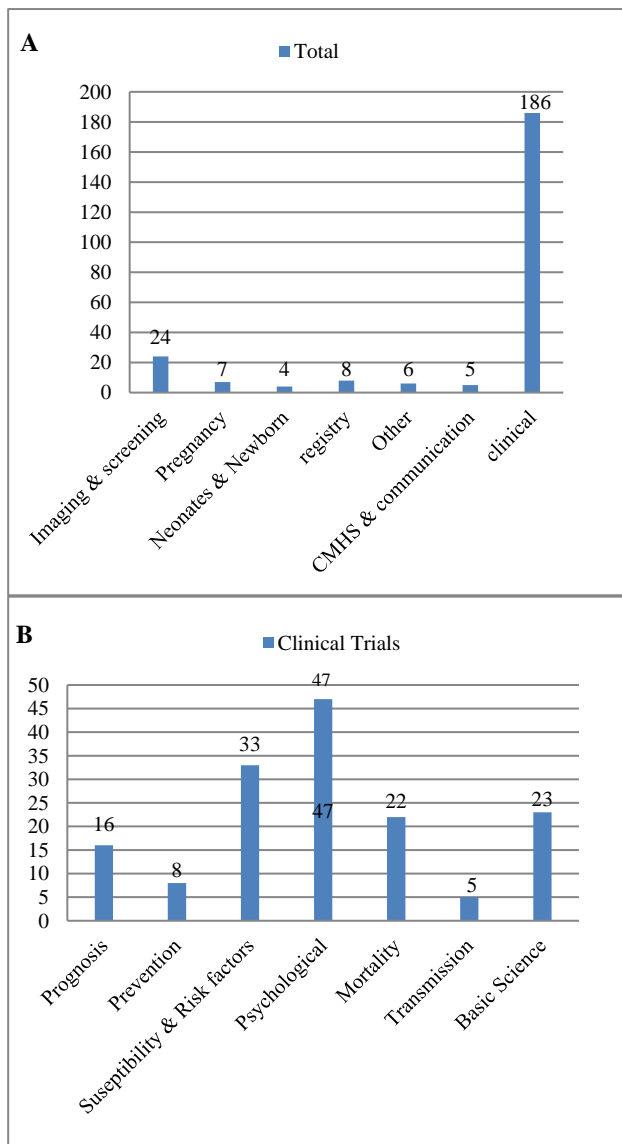 A
Total
200
180
160
140
120
100
80
60
40
20
0
24
7
4
8
6
5
186
Imaging & screening
Pregnancy
Neonates & Newborn
registry
Other
CMHS & communication
clinical
B
Clinical Trials
50
45
40
35
30
25
20
15
10
5
0
16
8
33
47
47
22
5
23
Prognosis
Prevention
Suseptibility & Risk factors
Psychological
Mortality
Transmission
Basic Science